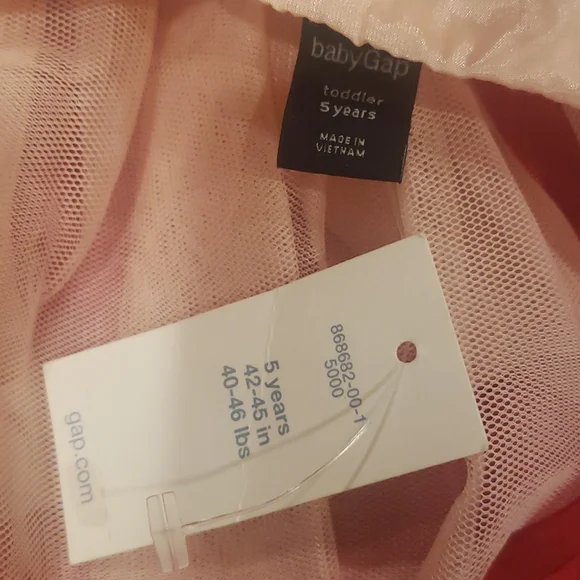 babyGap
toddler
5 years
MADE IN
VIETNAM
868682-00-1
5000
5 years
42-45 in
40-46 lbs
gap.com